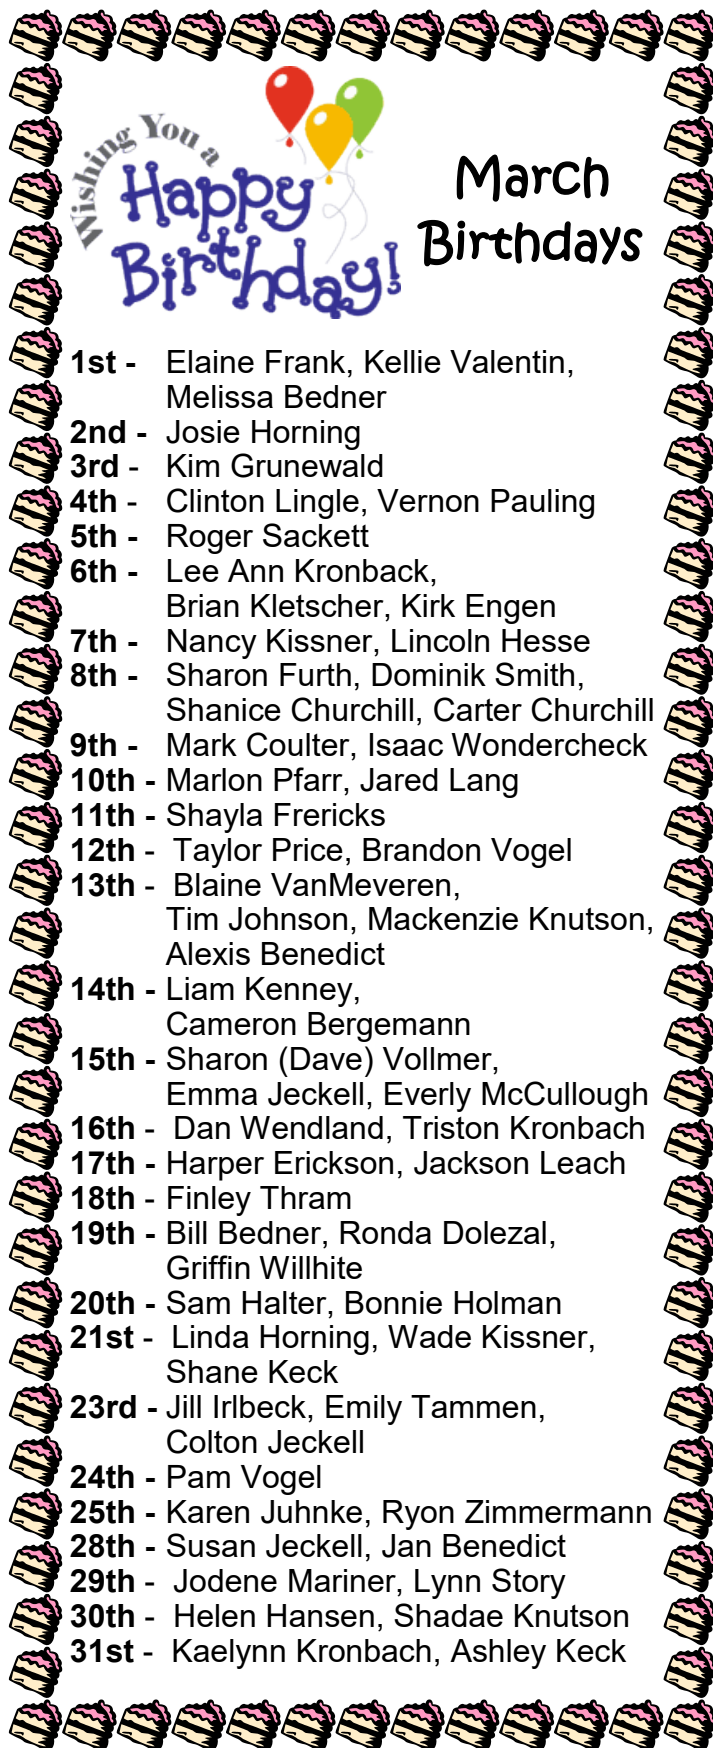 Wishing You a
Happy
Birthday!
March
Birthdays
1st - Elaine Frank, Kellie Valentin,
Melissa Bedner
2nd - Josie Horning
3rd - Kim Grunewald
4th - Clinton Lingle, Vernon Pauling
5th - Roger Sackett
6th - Lee Ann Kronback,
Brian Kletscher, Kirk Engen
7th - Nancy Kissner, Lincoln Hesse
8th - Sharon Furth, Dominik Smith,
Shanice Churchill, Carter Churchill
9th - Mark Coulter, Isaac Wondercheck
10th - Marlon Pfarr, Jared Lang
11th - Shayla Frericks
12th - Taylor Price, Brandon Vogel
13th - Blaine VanMeveren,
Tim Johnson, Mackenzie Knutson,
Alexis Benedict
14th - Liam Kenney,
Cameron Bergemann
15th - Sharon (Dave) Vollmer,
Emma Jeckell, Everly McCullough
16th - Dan Wendland, Triston Kronbach
17th - Harper Erickson, Jackson Leach
18th - Finley Thram
19th - Bill Bedner, Ronda Dolezal,
Griffin Willhite
20th - Sam Halter, Bonnie Holman
21st - Linda Horning, Wade Kissner,
Shane Keck
23rd - Jill Irlbeck, Emily Tammen,
Colton Jeckell
24th - Pam Vogel
25th - Karen Juhnke, Ryon Zimmermann
28th - Susan Jeckell, Jan Benedict
29th - Jodene Mariner, Lynn Story
30th - Helen Hansen, Shadae Knutson
31st - Kaelynn Kronbach, Ashley Keck